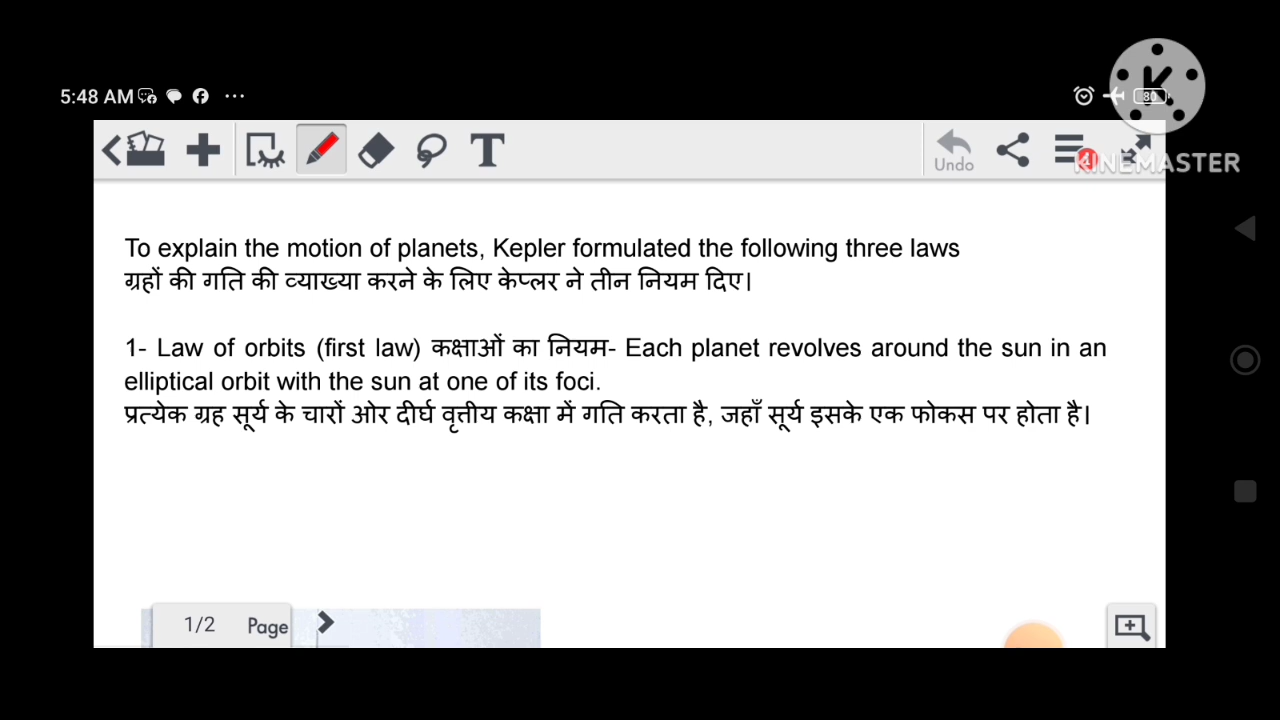 5:48 AM
80
KINEMASTER
Undo
4
To explain the motion of planets, Kepler formulated the following three laws
ग्रहों की गति की व्याख्या करने के लिए केप्लर ने तीन नियम दिए।
1- Law of orbits (first law) कक्षाओं का नियम- Each planet revolves around the sun in an
elliptical orbit with the sun at one of its foci.
प्रत्येक ग्रह सूर्य के चारों ओर दीर्घ वृत्तीय कक्षा में गति करता है, जहाँ सूर्य इसके एक फोकस पर होता है।
1/2 Page